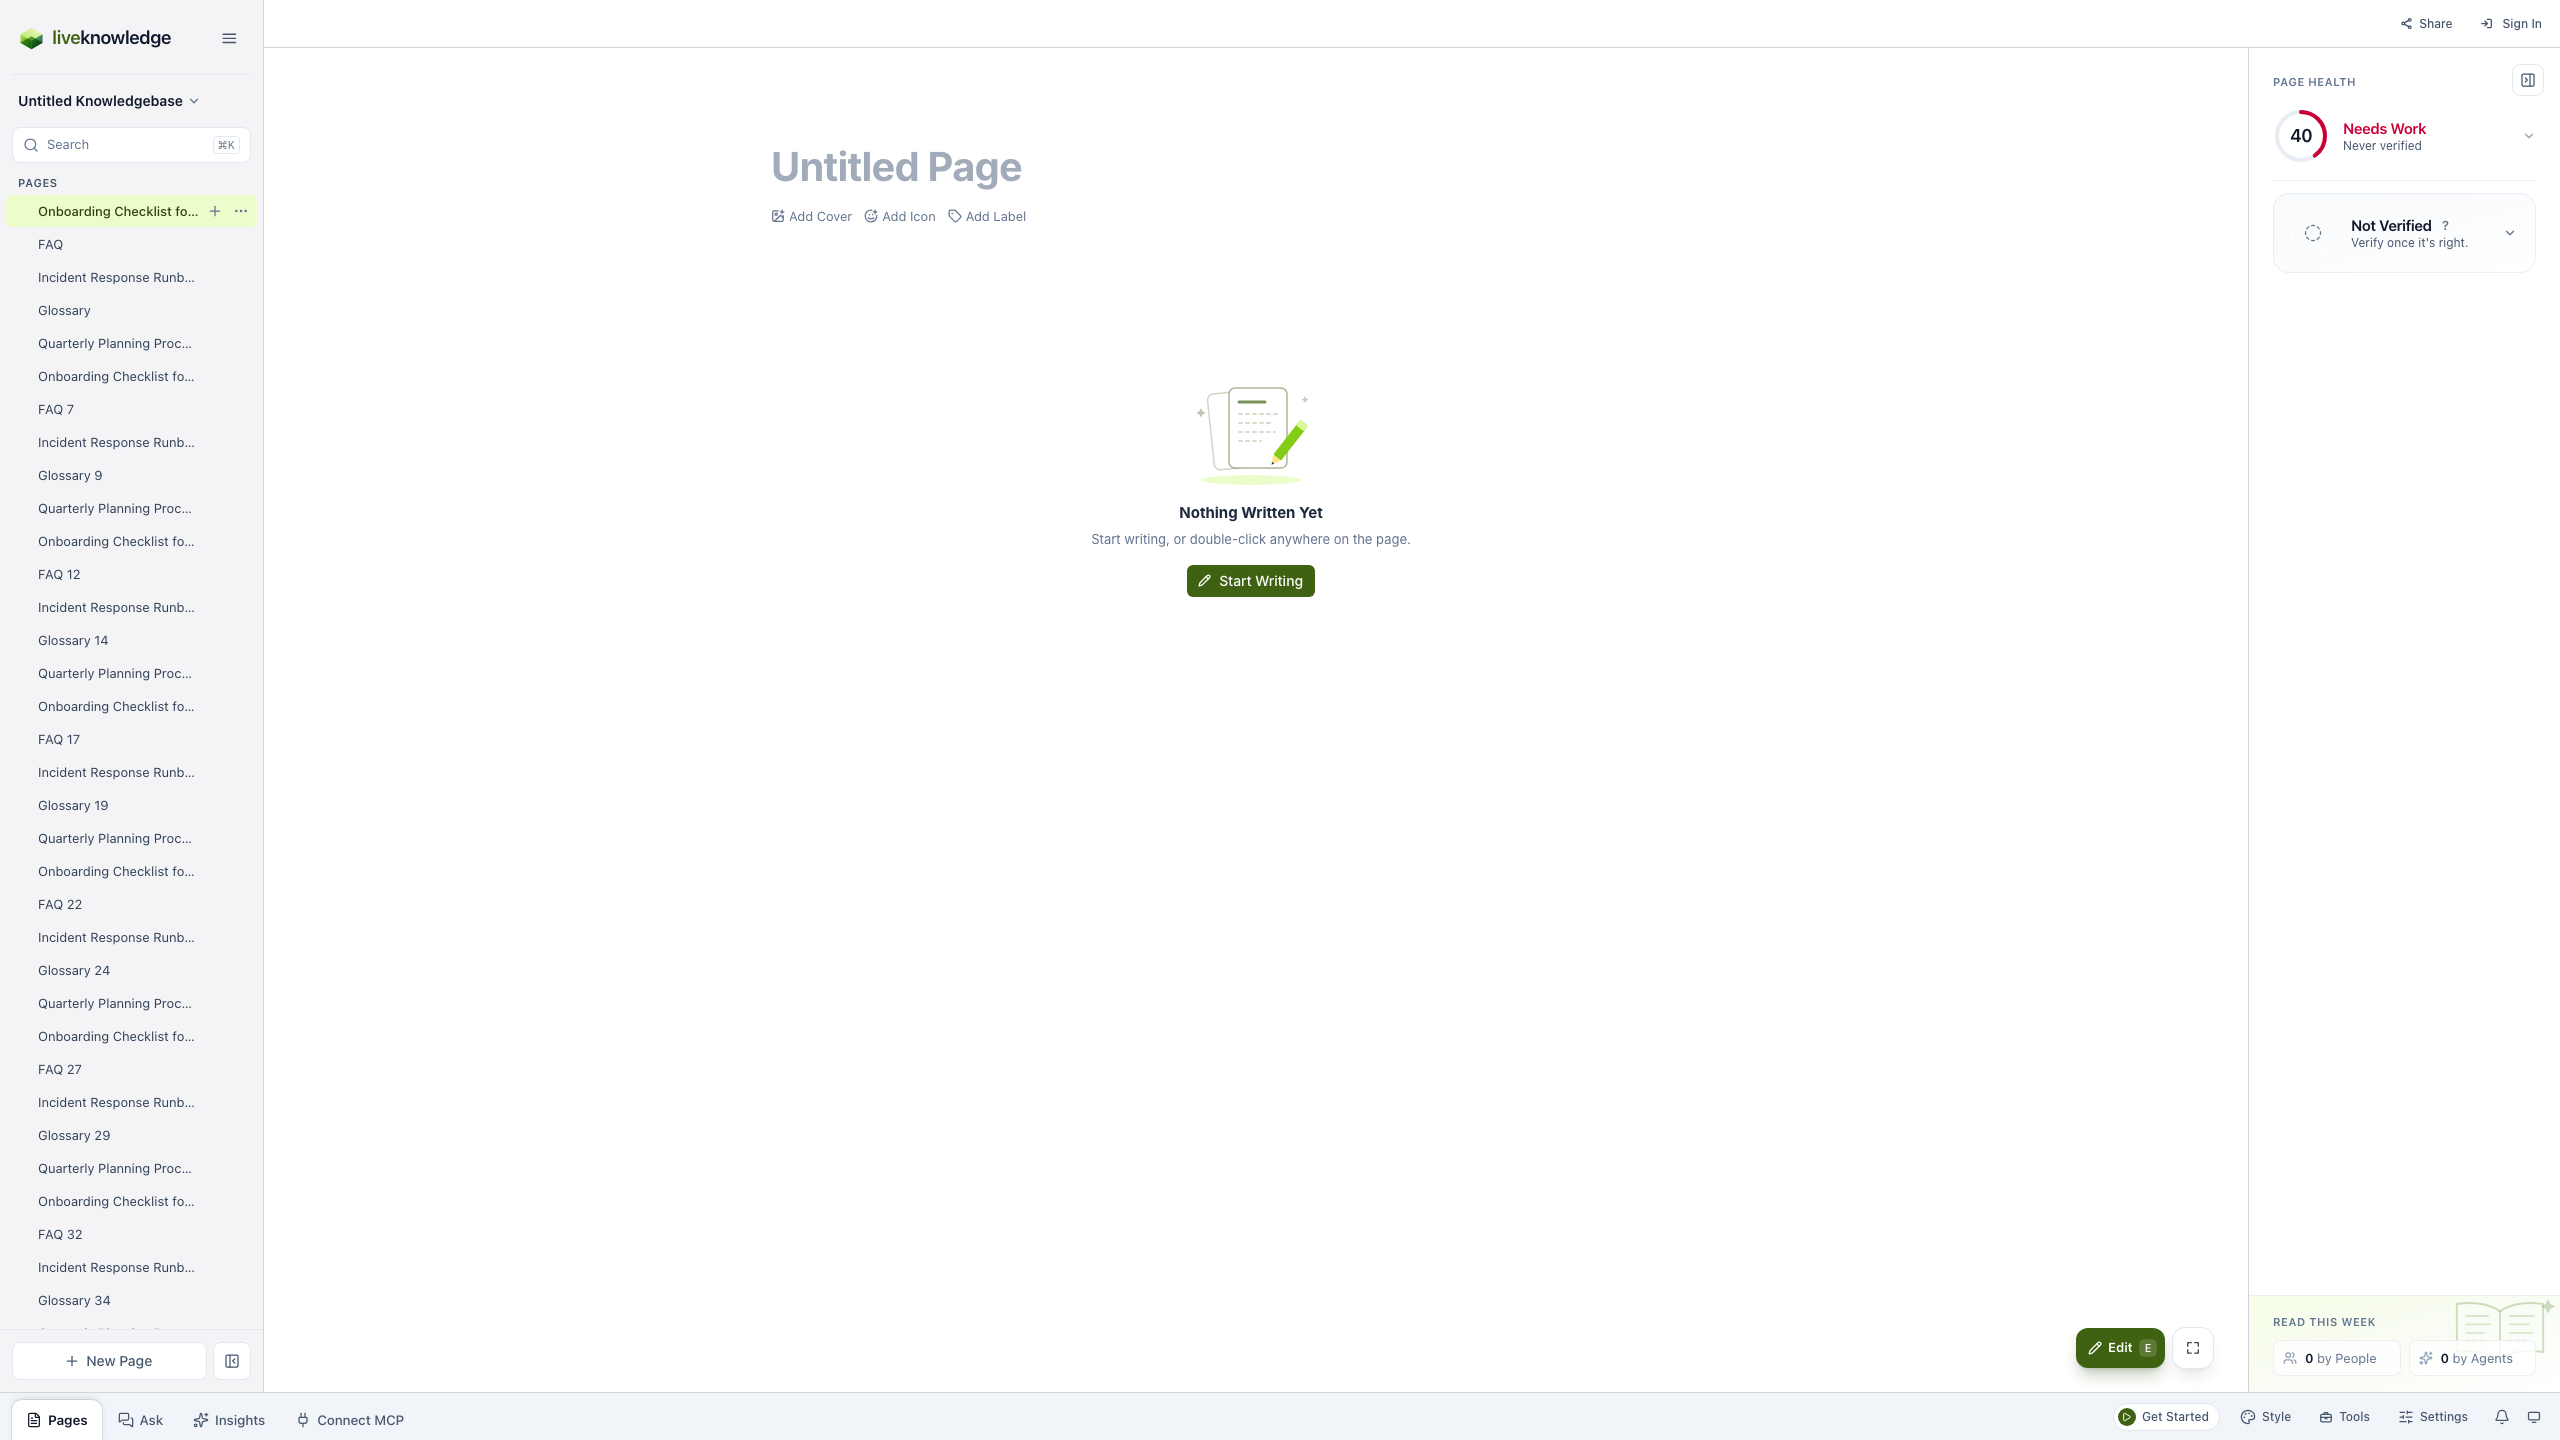 liveknowledge
Share
Sign In
Untitled Knowledgebase
Search ⌘K
PAGES
Onboarding Checklist fo...
FAQ
Incident Response Runb...
Glossary
Quarterly Planning Proc...
Onboarding Checklist fo...
FAQ 7
Incident Response Runb...
Glossary 9
Quarterly Planning Proc...
Onboarding Checklist fo...
FAQ 12
Incident Response Runb...
Glossary 14
Quarterly Planning Proc...
Onboarding Checklist fo...
FAQ 17
Incident Response Runb...
Glossary 19
Quarterly Planning Proc...
Onboarding Checklist fo...
FAQ 22
Incident Response Runb...
Glossary 24
Quarterly Planning Proc...
Onboarding Checklist fo...
FAQ 27
Incident Response Runb...
Glossary 29
Quarterly Planning Proc...
Onboarding Checklist fo...
FAQ 32
Incident Response Runb...
Glossary 34
New Page
Untitled Page
Add Cover Add Icon Add Label
Nothing Written Yet
Start writing, or double-click anywhere on the page.
Start Writing
Edit E
PAGE HEALTH
40
Needs Work
Never verified
Not Verified ?
Verify once it's right.
READ THIS WEEK
0 by People
0 by Agents
Pages
Ask
Insights
Connect MCP
Get Started
Style
Tools
Settings